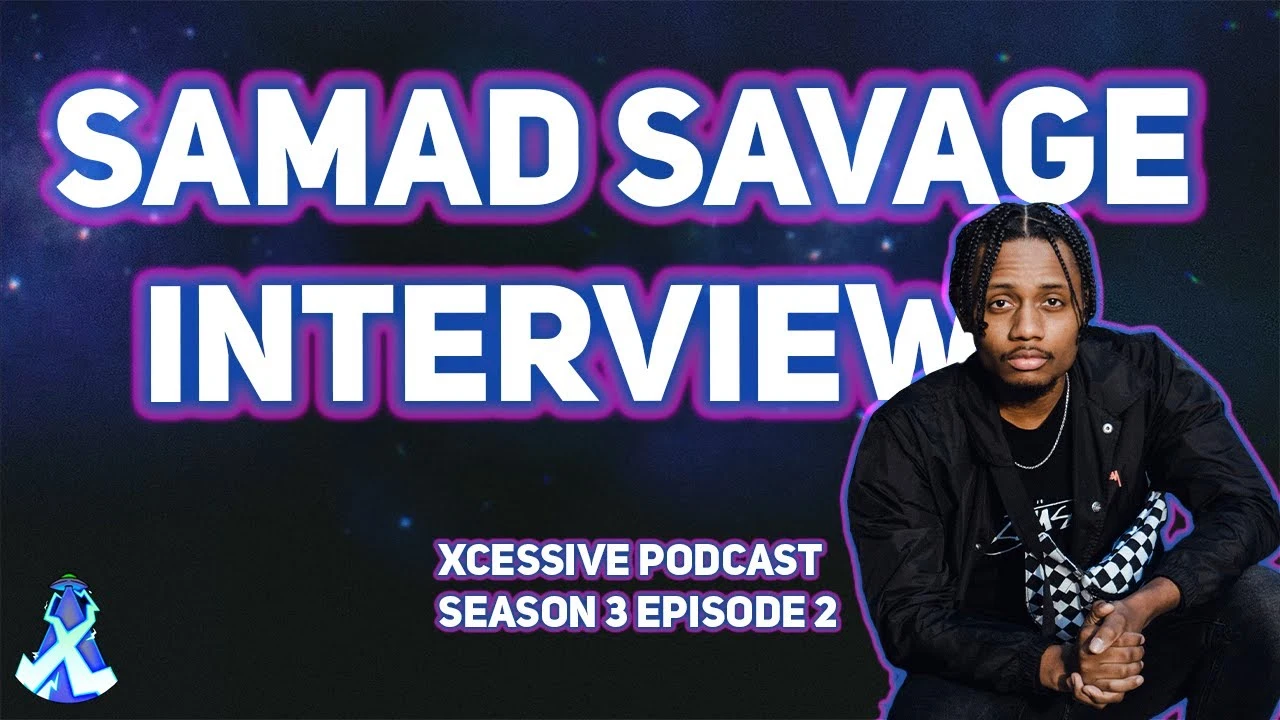 SAMAD SAVAGE
INTERVIEW
XCESSIVE PODCAST
SEASON 3 EPISODE 2
X